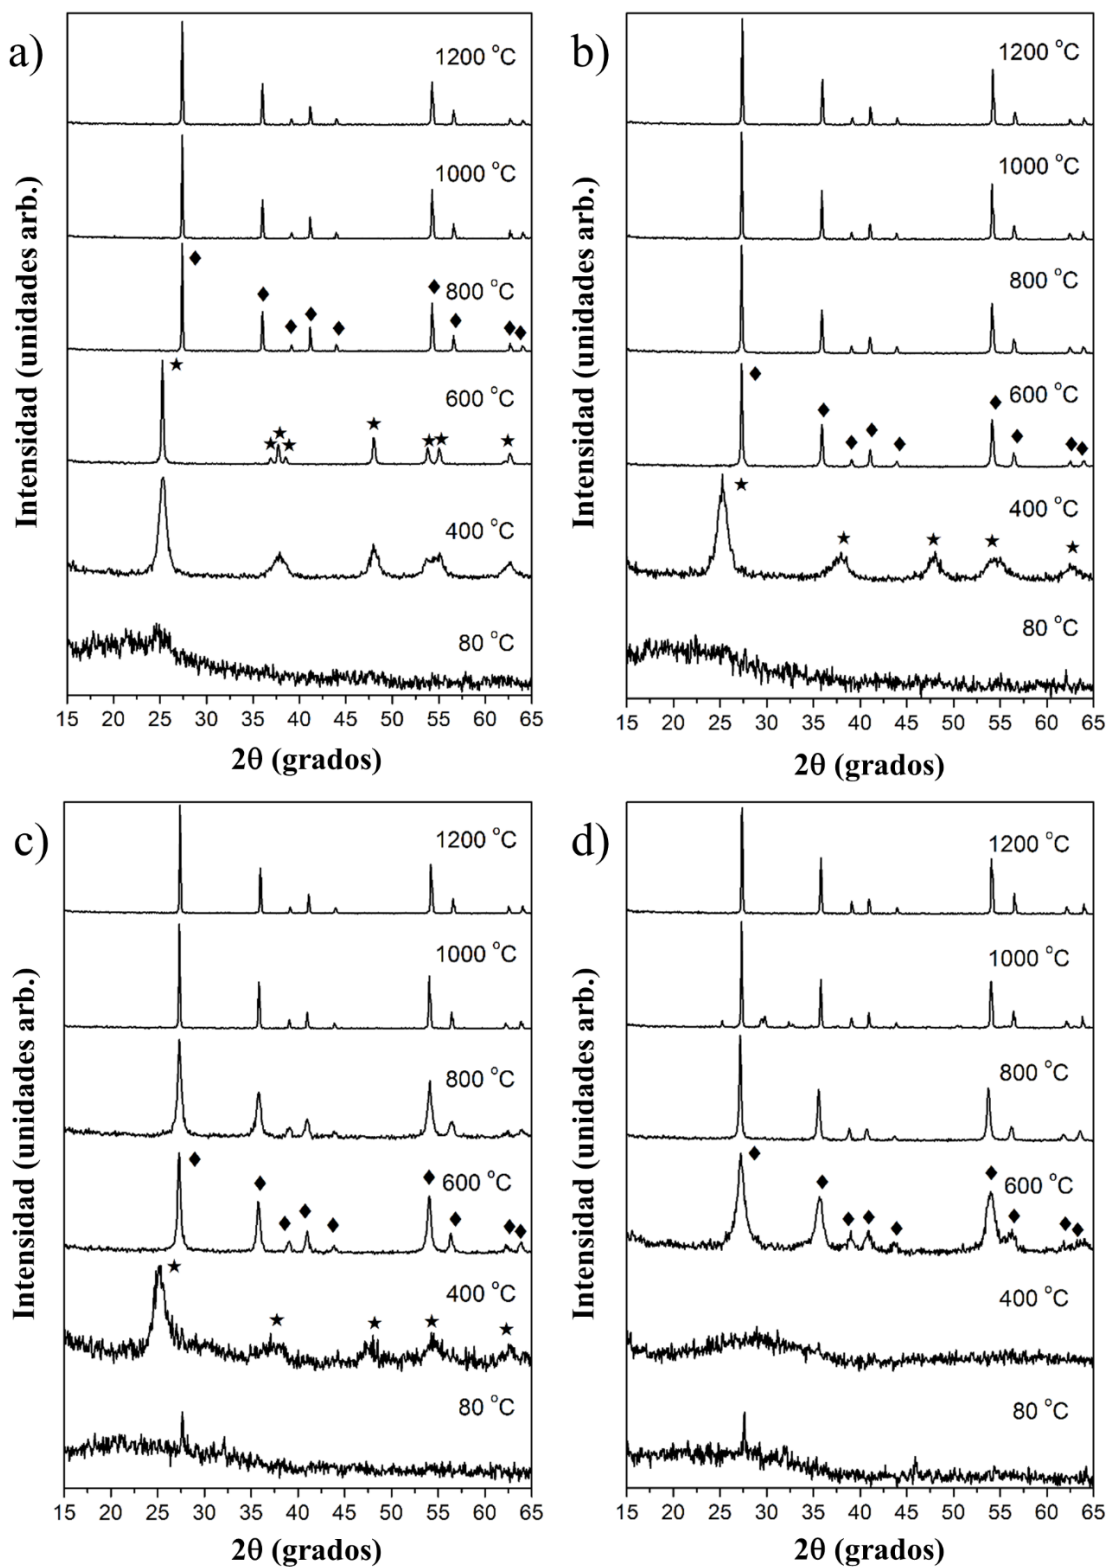 a)
Intensidad (unidades arb.)
1200 °C
1000 °C
800 °C
600 °C
400 °C
80 °C
15 20 25 30 35 40 45 50 55 60 65
2θ (grados)
b)
Intensidad (unidades arb.)
1200 °C
1000 °C
800 °C
600 °C
400 °C
80 °C
15 20 25 30 35 40 45 50 55 60 65
2θ (grados)
c)
Intensidad (unidades arb.)
1200 °C
1000 °C
800 °C
600 °C
400 °C
80 °C
15 20 25 30 35 40 45 50 55 60 65
2θ (grados)
d)
Intensidad (unidades arb.)
1200 °C
1000 °C
800 °C
600 °C
400 °C
80 °C
15 20 25 30 35 40 45 50 55 60 65
2θ (grados)